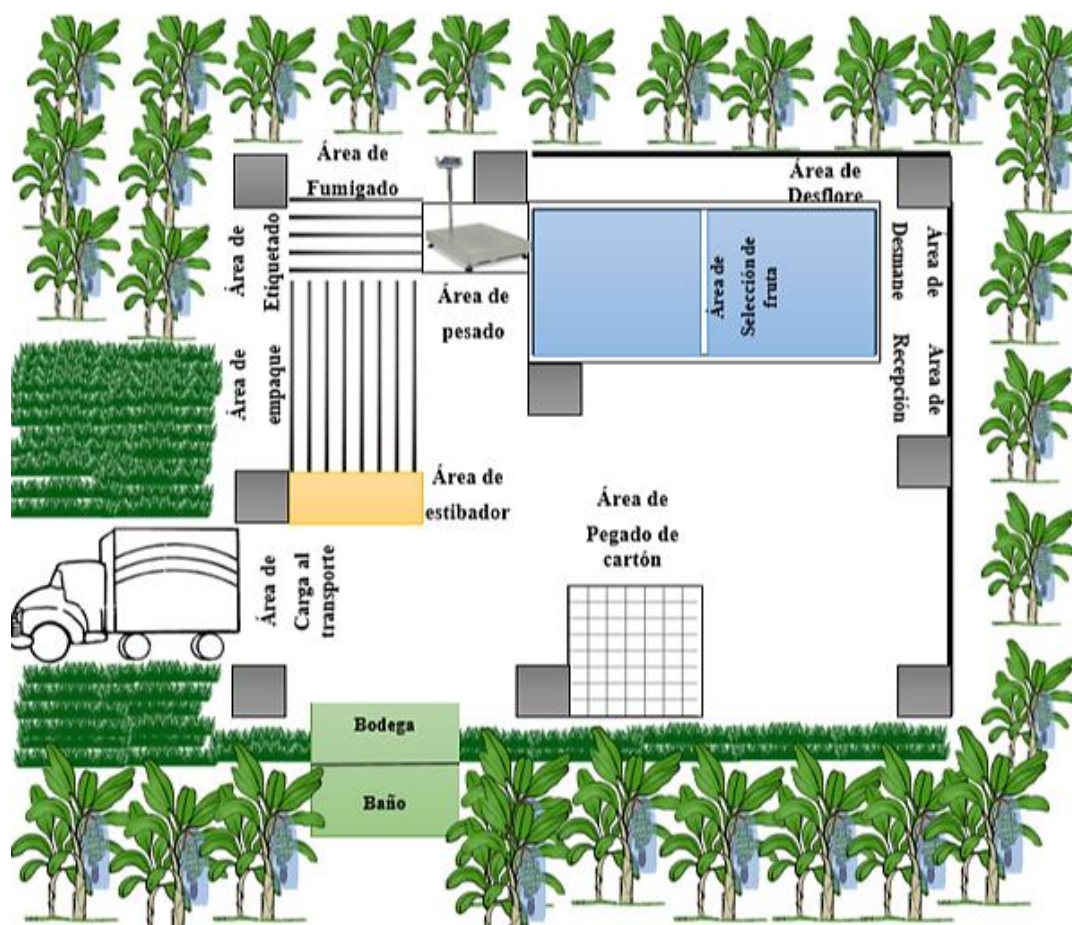 Área de
Fumigado
Área de
Desflore
Área de
Etiquetado
Área de
pesado
Área de
Selección de
fruta
Área de
Desmane
Área de
empaque
Area de
Recepción
Área de
estibador
Área de
Pegado de
cartón
Área de
Carga al
transporte
Bodega
Baño